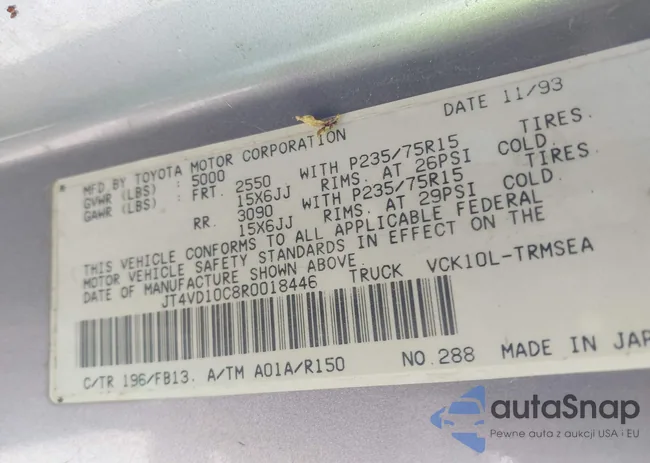 MFD BY TOYOTA MOTOR CORPORATION DATE 11/93
GVWR (LBS) : 5000
GAWR (LBS) : FRT. 2550 WITH P235/75R15 TIRES.
15X6JJ RIMS. AT 26PSI COLD.
RR. 3090 WITH P235/75R15 TIRES.
15X6JJ RIMS. AT 29PSI COLD.
THIS VEHICLE CONFORMS TO ALL APPLICABLE FEDERAL
MOTOR VEHICLE SAFETY STANDARDS IN EFFECT ON THE
DATE OF MANUFACTURE SHOWN ABOVE.
JT4VD10C8R0018446 TRUCK VCK10L-TRMSEA
C/TR 196/FB13. A/TM A01A/R150 NO.288 MADE IN JAP
autaSnap
Pewne auta z aukcji USA i EU